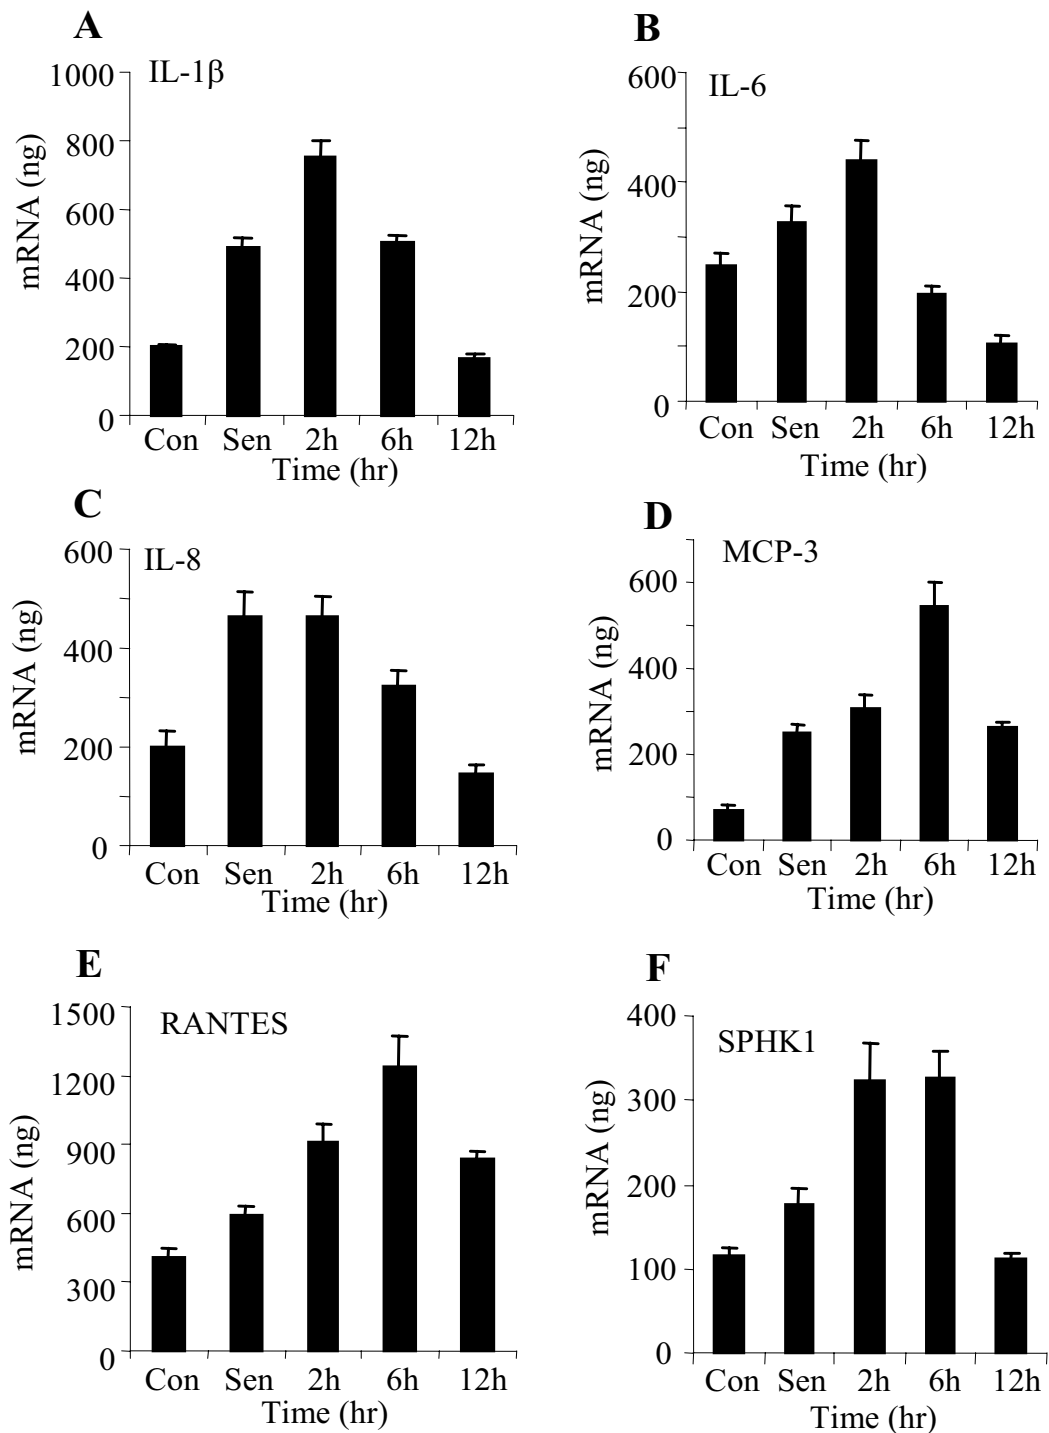 A
IL-1β
mRNA (ng)
1000
800
600
400
200
0
Con Sen 2h 6h 12h
Time (hr)
B
IL-6
mRNA (ng)
600
400
200
0
Con Sen 2h 6h 12h
Time (hr)
C
IL-8
mRNA (ng)
600
400
200
0
Con Sen 2h 6h 12h
Time (hr)
D
MCP-3
mRNA (ng)
600
400
200
0
Con Sen 2h 6h 12h
Time (hr)
E
RANTES
mRNA (ng)
1500
1200
900
600
300
0
Con Sen 2h 6h 12h
Time (hr)
F
SPHK1
mRNA (ng)
400
300
200
100
0
Con Sen 2h 6h 12h
Time (hr)